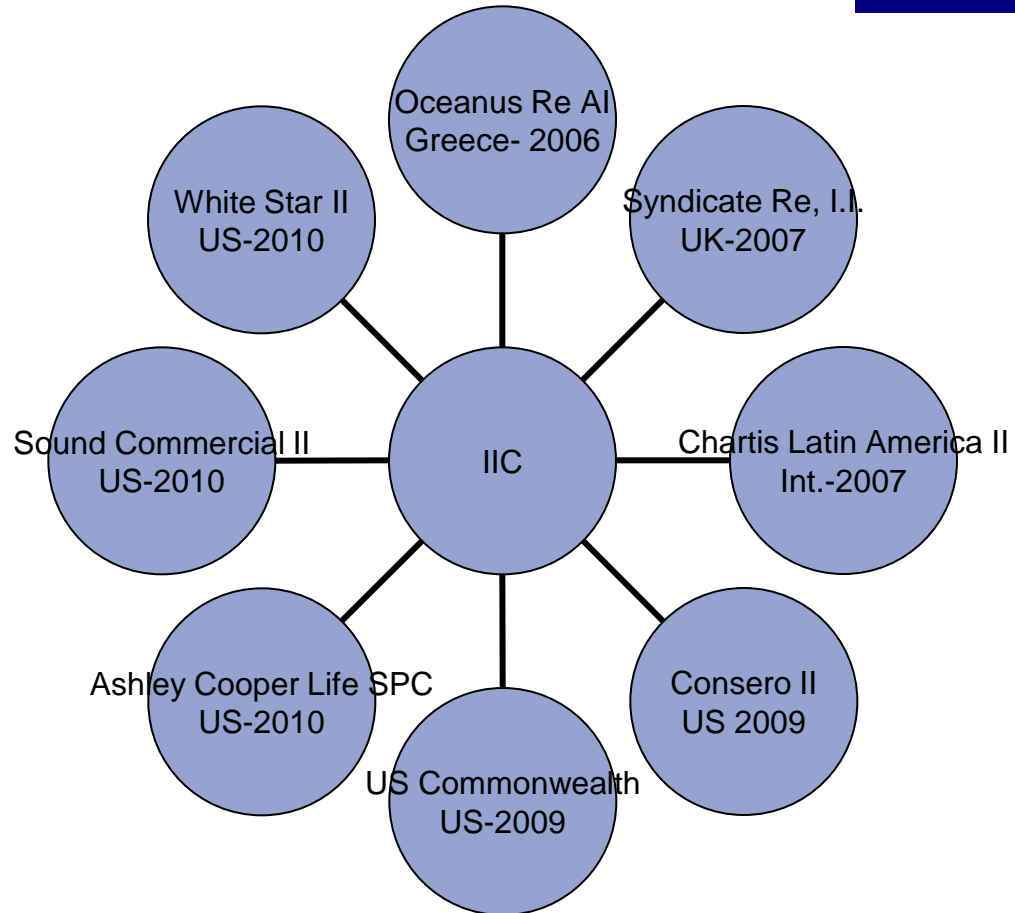 Oceanus Re AI
Greece- 2006
White Star II
US-2010
Syndicate Re, I.I.
UK-2007
Sound Commercial II
US-2010
IIC
Chartis Latin America II
Int.-2007
Ashley Cooper Life SPC
US-2010
Consero II
US 2009
US Commonwealth
US-2009